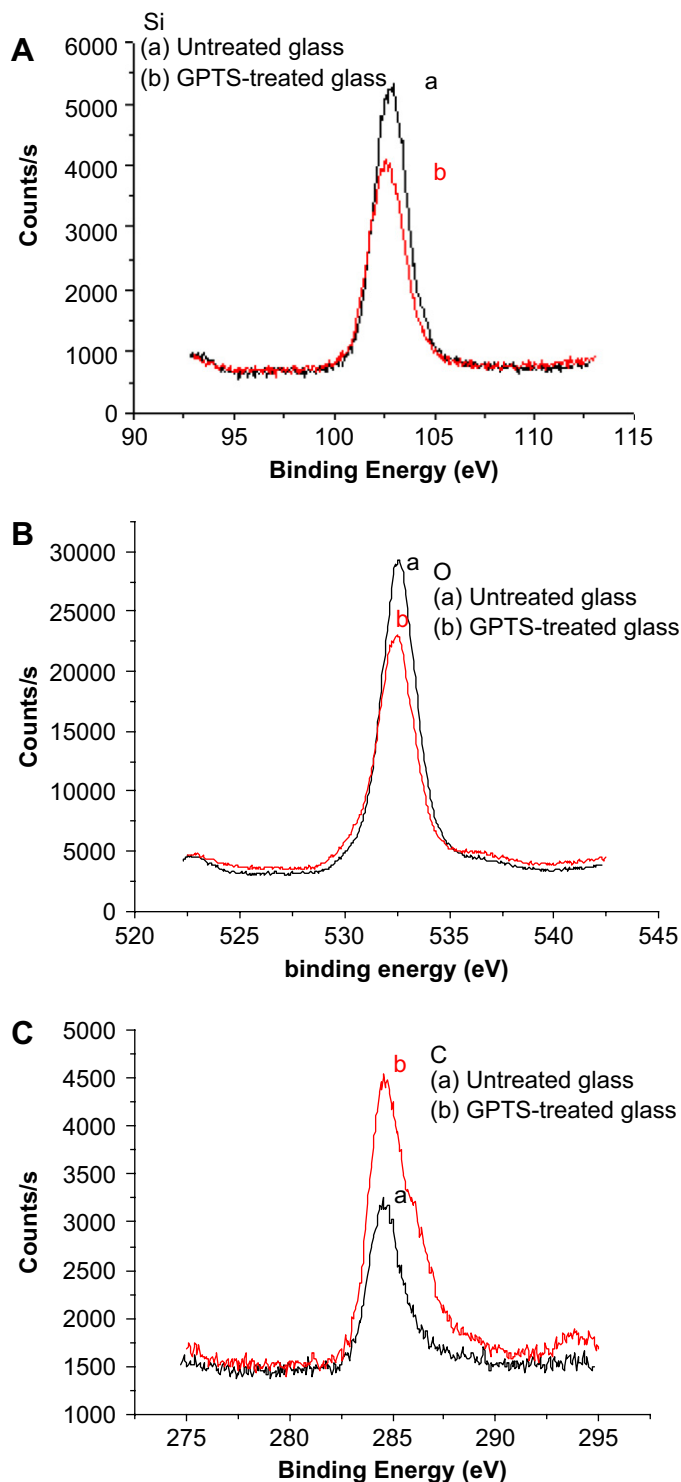 A
Si
(a) Untreated glass
(b) GPTS-treated glass
a
b
6000
5000
4000
3000
2000
1000
0
Counts/s
90 95 100 105 110 115
Binding Energy (eV)
B
a
O
(a) Untreated glass
b
(b) GPTS-treated glass
30000
25000
20000
15000
10000
5000
0
Counts/s
520 525 530 535 540 545
binding energy (eV)
C
b
C
(a) Untreated glass
(b) GPTS-treated glass
a
5000
4500
4000
3500
3000
2500
2000
1500
1000
Counts/s
275 280 285 290 295
Binding Energy (eV)